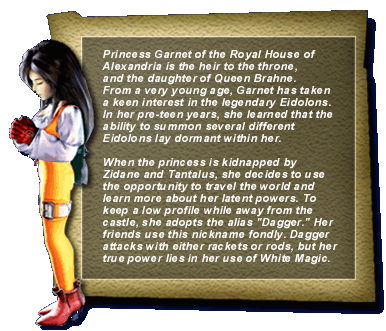 Princess Garnet of the Royal House of
Alexandria is the heir to the throne,
and the daughter of Queen Brahne.
From a very young age, Garnet has taken
a keen interest in the legendary Eidolons.
In her pre-teen years, she learned that the
ability to summon several different
Eidolons lay dormant within her.
When the princess is kidnapped by
Zidane and Tantalus, she decides to use
the opportunity to travel the world and
learn more about her latent powers. To
keep a low profile while away from the
castle, she adopts the alias "Dagger." Her
friends use this nickname fondly. Dagger
attacks with either rackets or rods, but her
true power lies in her use of White Magic.